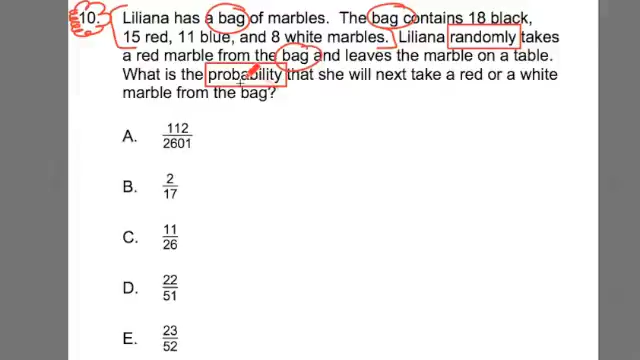 10. Liliana has a bag of marbles. The bag contains 18 black,
15 red, 11 blue, and 8 white marbles. Liliana randomly takes
a red marble from the bag and leaves the marble on a table.
What is the probability that she will next take a red or a white
marble from the bag?
A. 112/2601
B. 2/17
C. 11/26
D. 22/51
E. 23/52